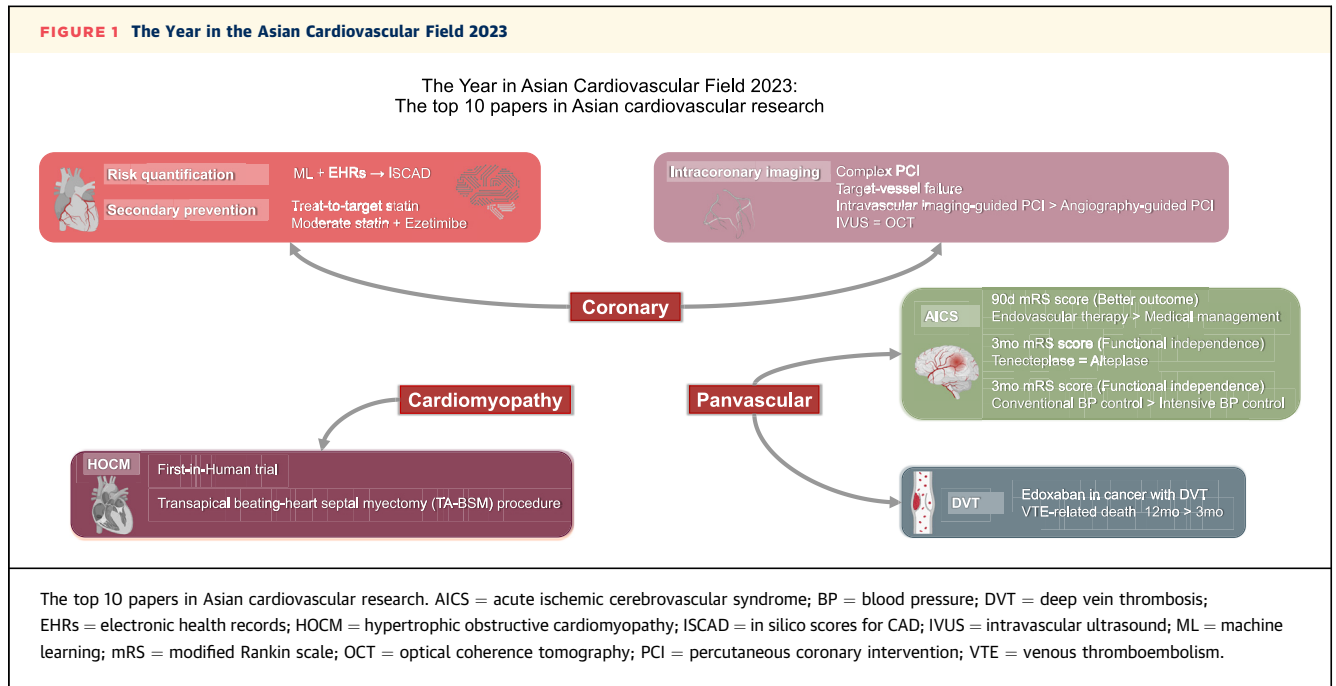 FIGURE 1 The Year in the Asian Cardiovascular Field 2023
The Year in Asian Cardiovascular Field 2023:
The top 10 papers in Asian cardiovascular research
Risk quantification
ML + EHRs → ISCAD
Secondary prevention
Treat-to-target statin
Moderate statin + Ezetimibe
Intracoronary imaging
Complex PCI
Target-vessel failure
Intravascular imaging-guided PCI > Angiography-guided PCI
IVUS = OCT
Coronary
AICS
90d mRS score (Better outcome)
Endovascular therapy > Medical management
3mo mRS score (Functional independence)
Tenecteplase = Alteplase
3mo mRS score (Functional independence)
Conventional BP control > Intensive BP control
Cardiomyopathy
Panvascular
HOCM
First-in-Human trial
Transapical beating-heart septal myectomy (TA-BSM) procedure
DVT
Edoxaban in cancer with DVT
VTE-related death 12mo > 3mo
The top 10 papers in Asian cardiovascular research. AICS = acute ischemic cerebrovascular syndrome; BP = blood pressure; DVT = deep vein thrombosis;
EHRs = electronic health records; HOCM = hypertrophic obstructive cardiomyopathy; ISCAD = in silico scores for CAD; IVUS = intravascular ultrasound; ML = machine
learning; mRS = modified Rankin scale; OCT = optical coherence tomography; PCI = percutaneous coronary intervention; VTE = venous thromboembolism.